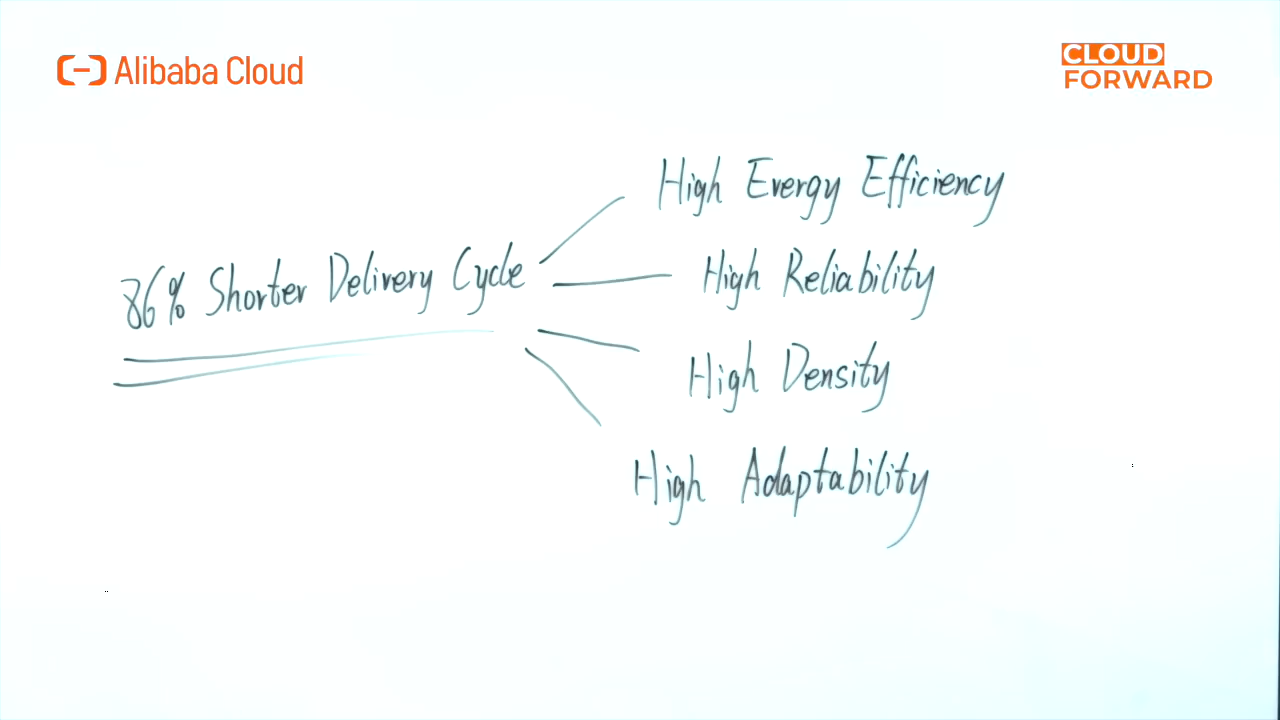 Alibaba Cloud
CLOUD
FORWARD
86% Shorter Delivery Cycle
High Evergy Efficiency
High Reliability
High Density
High Adaptability